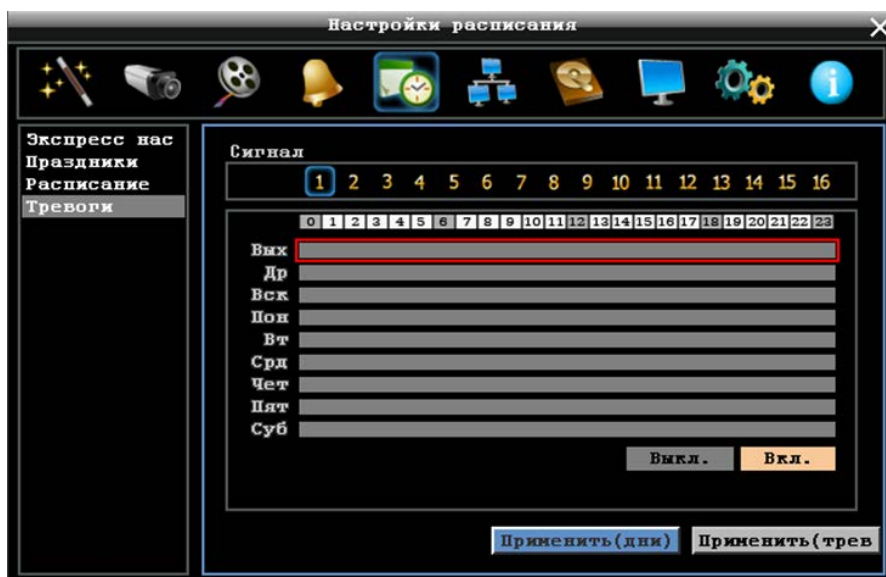 Настройки расписания
Экспресс нас
Праздники
Расписание
Тревоги
Сигнал
1 2 3 4 5 6 7 8 9 10 11 12 13 14 15 16
0 1 2 3 4 5 6 7 8 9 10 11 12 13 14 15 16 17 18 19 20 21 22 23
Вых
Др
Вск
Пон
Вт
Срд
Чет
Пят
Суб
Выкл. Вкл.
Применить(дни) Применить(трев